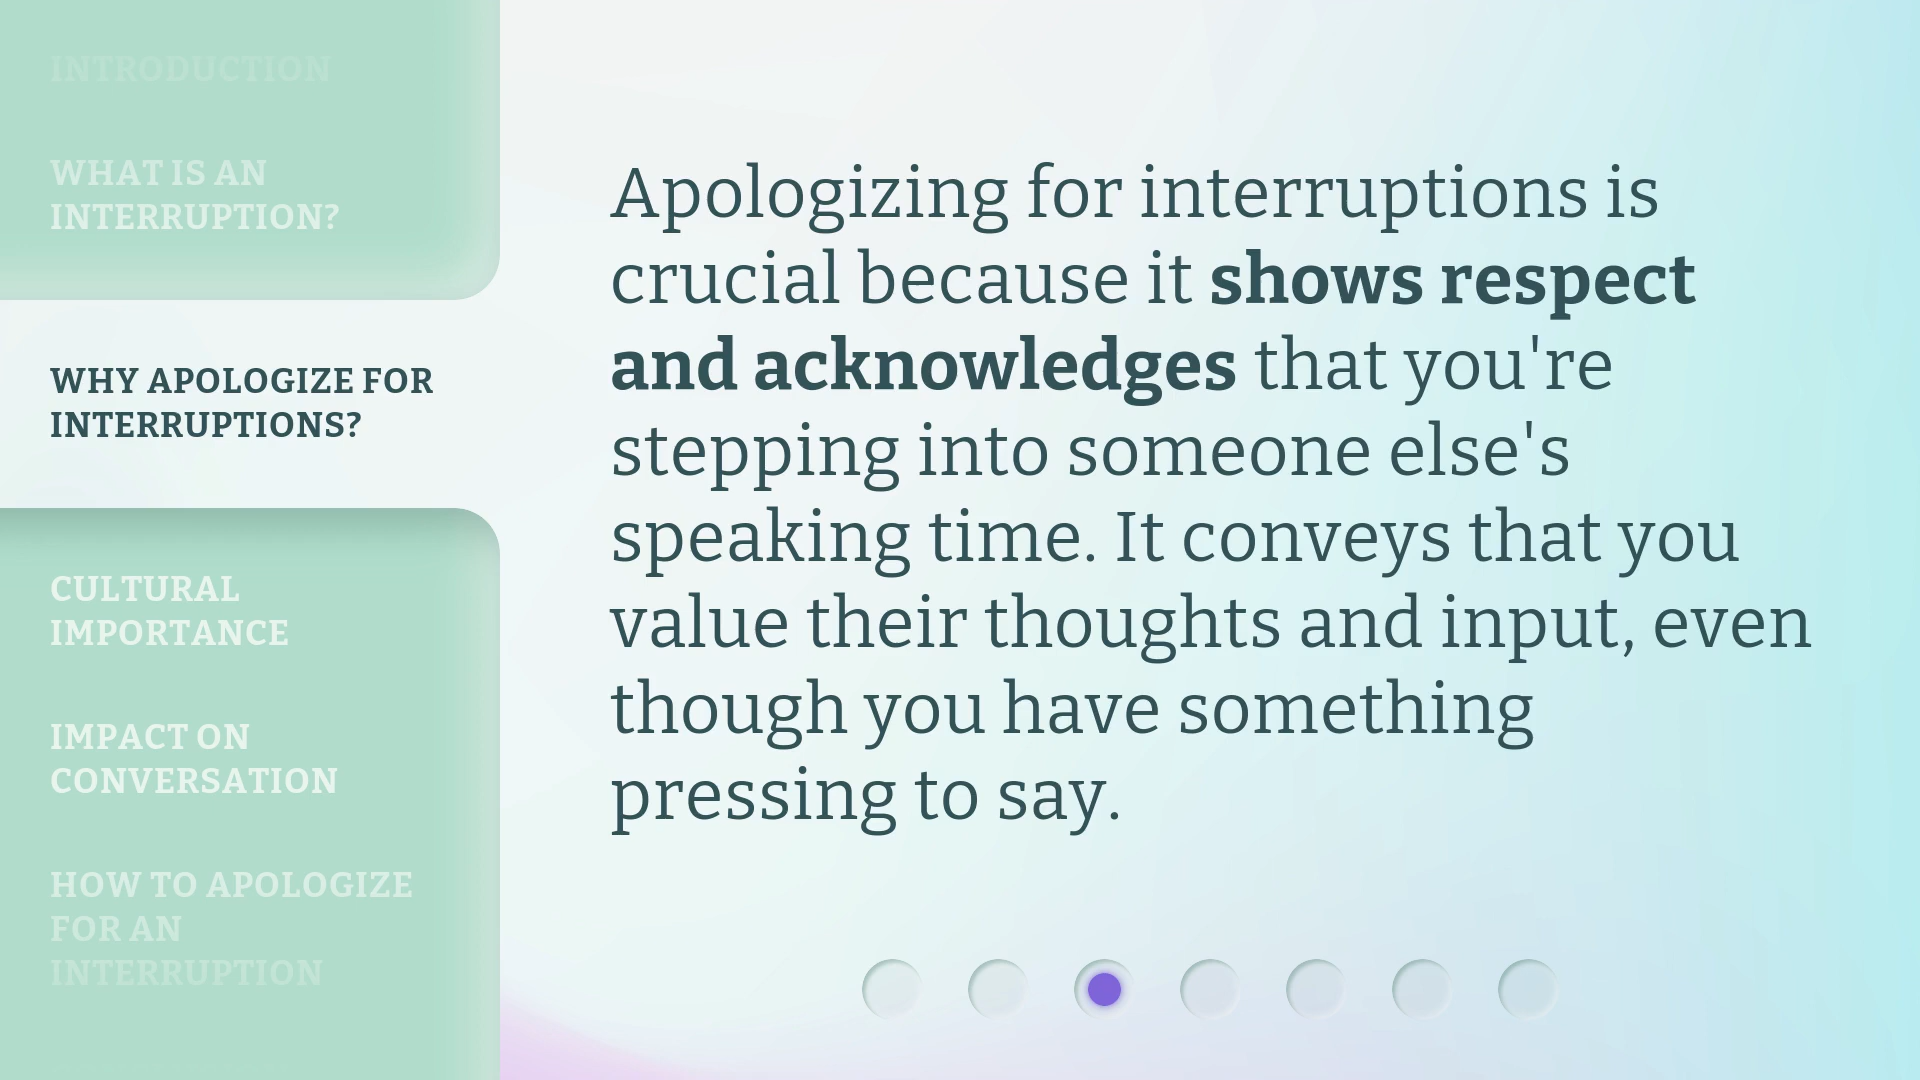 INTRODUCTION
WHAT IS AN
INTERRUPTION?
WHY APOLOGIZE FOR
INTERRUPTIONS?
CULTURAL
IMPORTANCE
IMPACT ON
CONVERSATION
HOW TO APOLOGIZE
FOR AN
INTERRUPTION
Apologizing for interruptions is
crucial because it shows respect
and acknowledges that you're
stepping into someone else's
speaking time. It conveys that you
value their thoughts and input, even
though you have something
pressing to say.